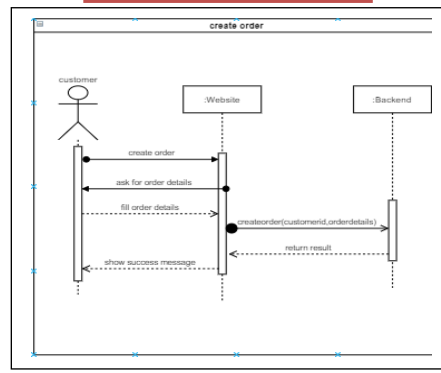 create order
customer
:Website
:Backend
create order
ask for order details
fill order details
createorder(customerid,orderdetails)
return result
show success message